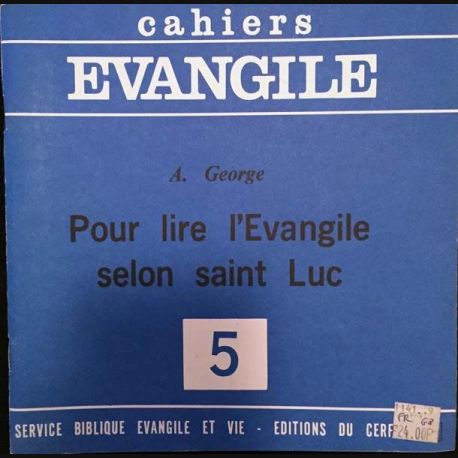 cahiers
EVANGILE
A. George
Pour lire l'Evangile
selon saint Luc
5
SERVICE BIBLIQUE EVANGILE ET VIE - EDITIONS DU CERF